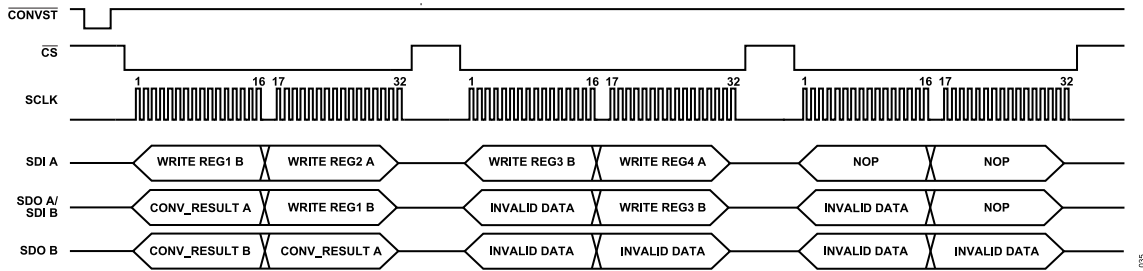 CONVST
CS
1 16 17 32 1 16 17 32 1 16 17 32
SCLK
SDI A WRITE REG1 B WRITE REG2 A WRITE REG3 B WRITE REG4 A NOP NOP
SDO A/
SDI B CONV_RESULT A WRITE REG1 B INVALID DATA WRITE REG3 B INVALID DATA NOP
SDO B CONV_RESULT B CONV_RESULT A INVALID DATA INVALID DATA INVALID DATA INVALID DATA
035